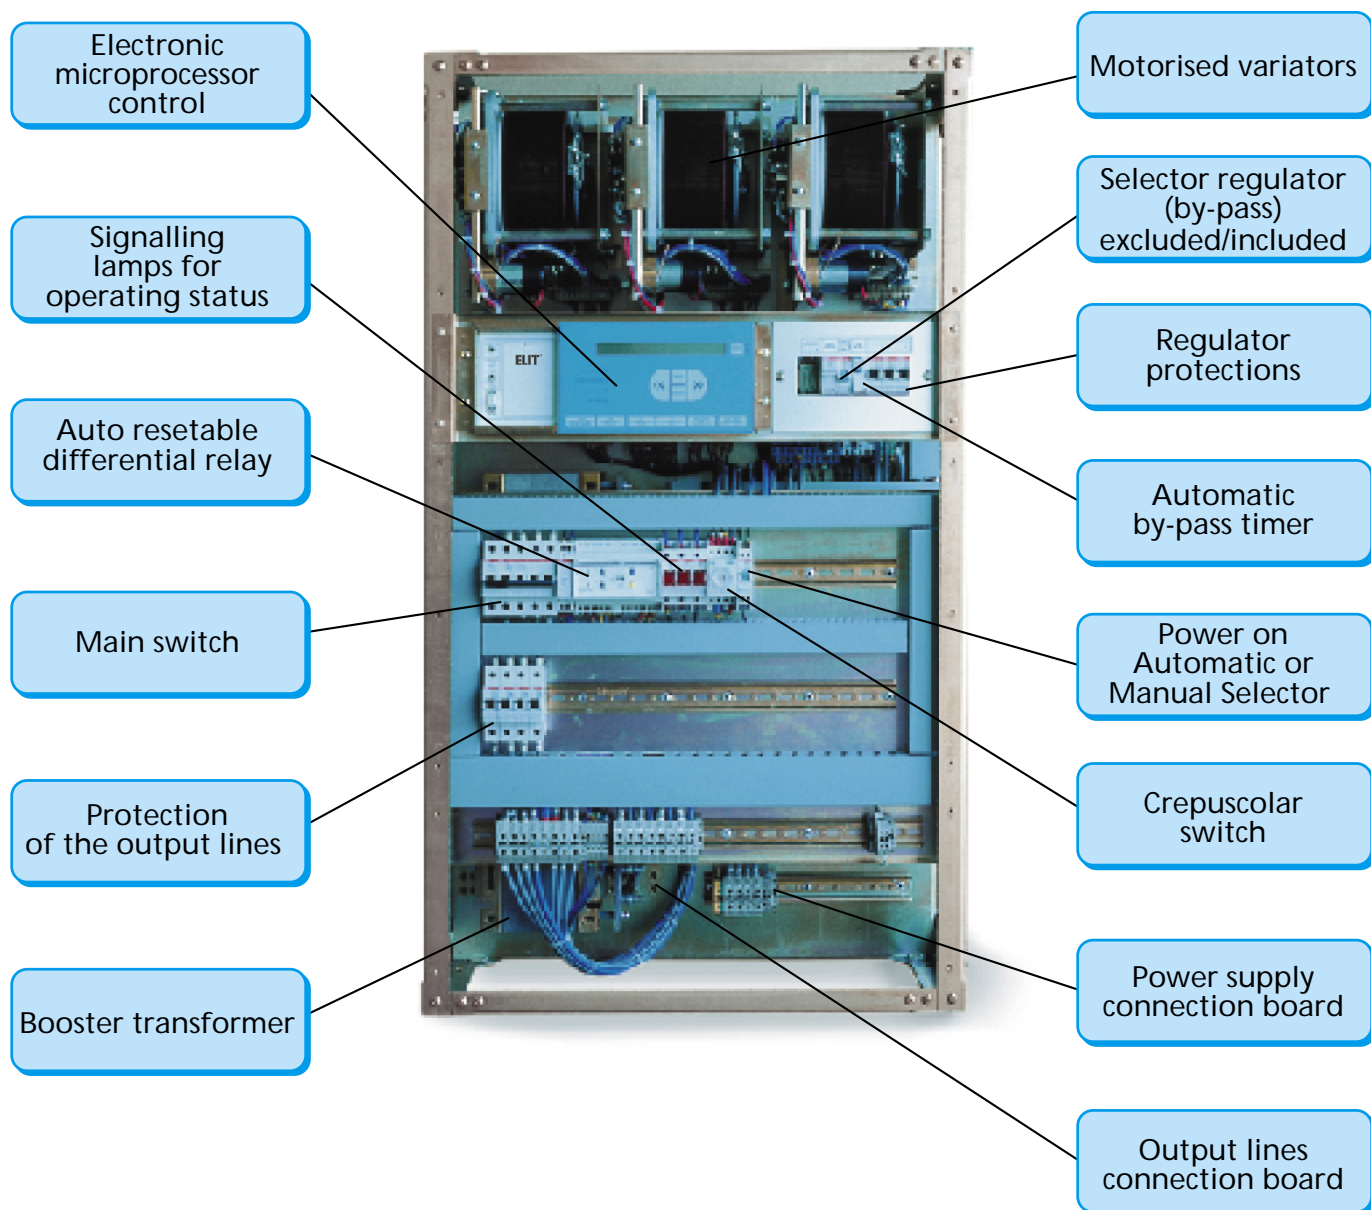 Electronic
microprocessor
control
Signalling
lamps for
operating status
Auto resetable
differential relay
Main switch
Protection
of the output lines
Booster transformer
ELIT
Motorised variators
Selector regulator
(by-pass)
excluded/included
Regulator
protections
Automatic
by-pass timer
Power on
Automatic or
Manual Selector
Crepuscolar
switch
Power supply
connection board
Output lines
connection board